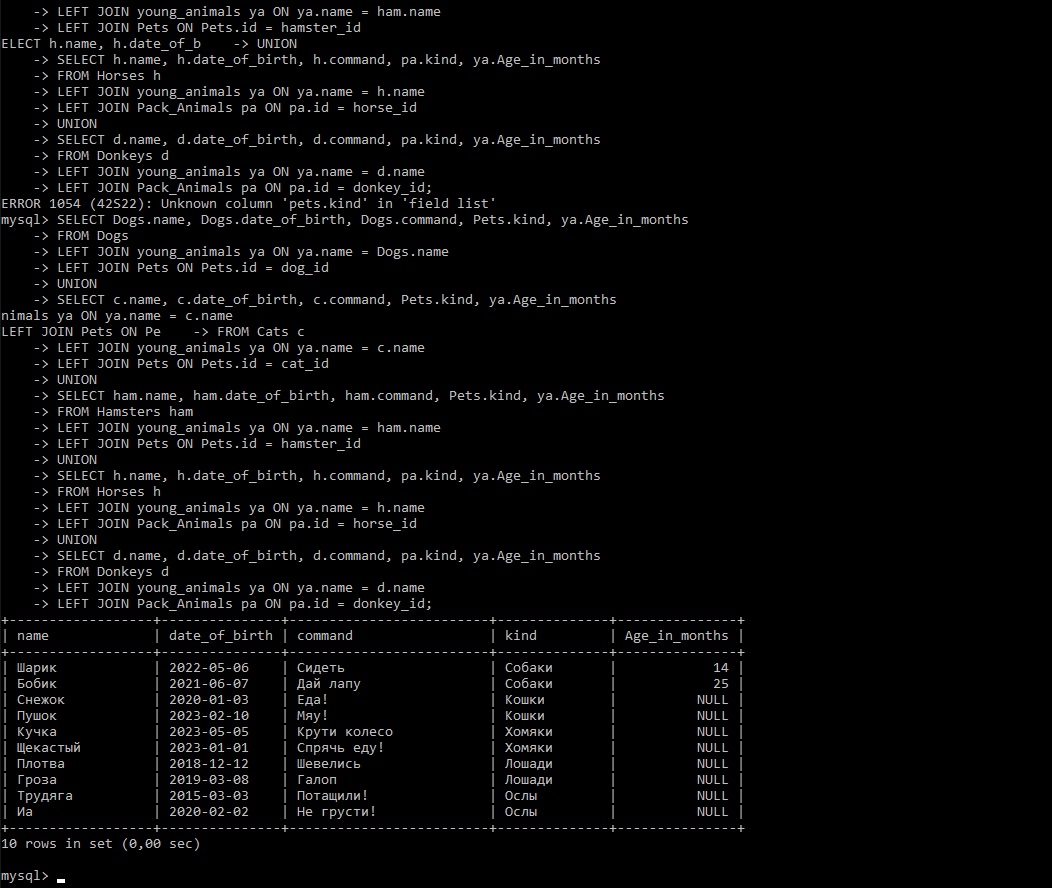 -> LEFT JOIN young_animals ya ON ya.name = ham.name
    -> LEFT JOIN Pets ON Pets.id = hamster_id
ELECT h.name, h.date_of_b    -> UNION
    -> SELECT h.name, h.date_of_birth, h.command, pa.kind, ya.Age_in_months
    -> FROM Horses h
    -> LEFT JOIN young_animals ya ON ya.name = h.name
    -> LEFT JOIN Pack_Animals pa ON pa.id = horse_id
    -> UNION
    -> SELECT d.name, d.date_of_birth, d.command, pa.kind, ya.Age_in_months
    -> FROM Donkeys d
    -> LEFT JOIN young_animals ya ON ya.name = d.name
    -> LEFT JOIN Pack_Animals pa ON pa.id = donkey_id;
ERROR 1054 (42S22): Unknown column 'pets.kind' in 'field list'
mysql> SELECT Dogs.name, Dogs.date_of_birth, Dogs.command, Pets.kind, ya.Age_in_months
    -> FROM Dogs
    -> LEFT JOIN young_animals ya ON ya.name = Dogs.name
    -> LEFT JOIN Pets ON Pets.id = dog_id
    -> UNION
    -> SELECT c.name, c.date_of_birth, c.command, Pets.kind, ya.Age_in_months
nimals ya ON ya.name = c.name
LEFT JOIN Pets ON Pe    -> FROM Cats c
    -> LEFT JOIN young_animals ya ON ya.name = c.name
    -> LEFT JOIN Pets ON Pets.id = cat_id
    -> UNION
    -> SELECT ham.name, ham.date_of_birth, ham.command, Pets.kind, ya.Age_in_months
    -> FROM Hamsters ham
    -> LEFT JOIN young_animals ya ON ya.name = ham.name
    -> LEFT JOIN Pets ON Pets.id = hamster_id
    -> UNION
    -> SELECT h.name, h.date_of_birth, h.command, pa.kind, ya.Age_in_months
    -> FROM Horses h
    -> LEFT JOIN young_animals ya ON ya.name = h.name
    -> LEFT JOIN Pack_Animals pa ON pa.id = horse_id
    -> UNION
    -> SELECT d.name, d.date_of_birth, d.command, pa.kind, ya.Age_in_months
    -> FROM Donkeys d
    -> LEFT JOIN young_animals ya ON ya.name = d.name
    -> LEFT JOIN Pack_Animals pa ON pa.id = donkey_id;
| name | date_of_birth | command | kind | Age_in_months |
| Шарик | 2022-05-06 | Сидеть | Собаки | 14 |
| Бобик | 2021-06-07 | Дай лапу | Собаки | 25 |
| Снежок | 2020-01-03 | Еда! | Кошки | NULL |
| Пушок | 2023-02-10 | Мяу! | Кошки | NULL |
| Кучка | 2023-05-05 | Крути колесо | Хомяки | NULL |
| Щекастый | 2023-01-01 | Спрячь еду! | Хомяки | NULL |
| Плотва | 2018-12-12 | Шевелись | Лошади | NULL |
| Гроза | 2019-03-08 | Галоп | Лошади | NULL |
| Трудяга | 2015-03-03 | Потащили! | Ослы | NULL |
| Иа | 2020-02-02 | Не грусти! | Ослы | NULL |
10 rows in set (0,00 sec)
mysql>